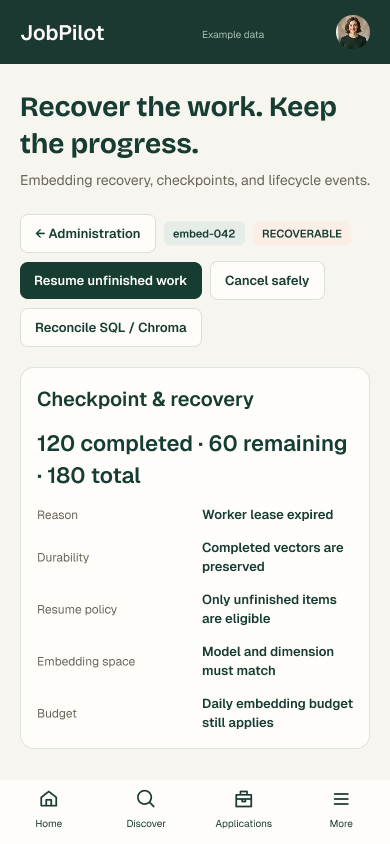 JobPilot
Example data
Recover the work. Keep
the progress.
Embedding recovery, checkpoints, and lifecycle events.
← Administration
embed-042
RECOVERABLE
Resume unfinished work
Cancel safely
Reconcile SQL / Chroma
Checkpoint & recovery
120 completed · 60 remaining
· 180 total
Reason
Worker lease expired
Durability
Completed vectors are
preserved
Resume policy
Only unfinished items
are eligible
Embedding space
Model and dimension
must match
Budget
Daily embedding budget
still applies
Home
Discover
Applications
More